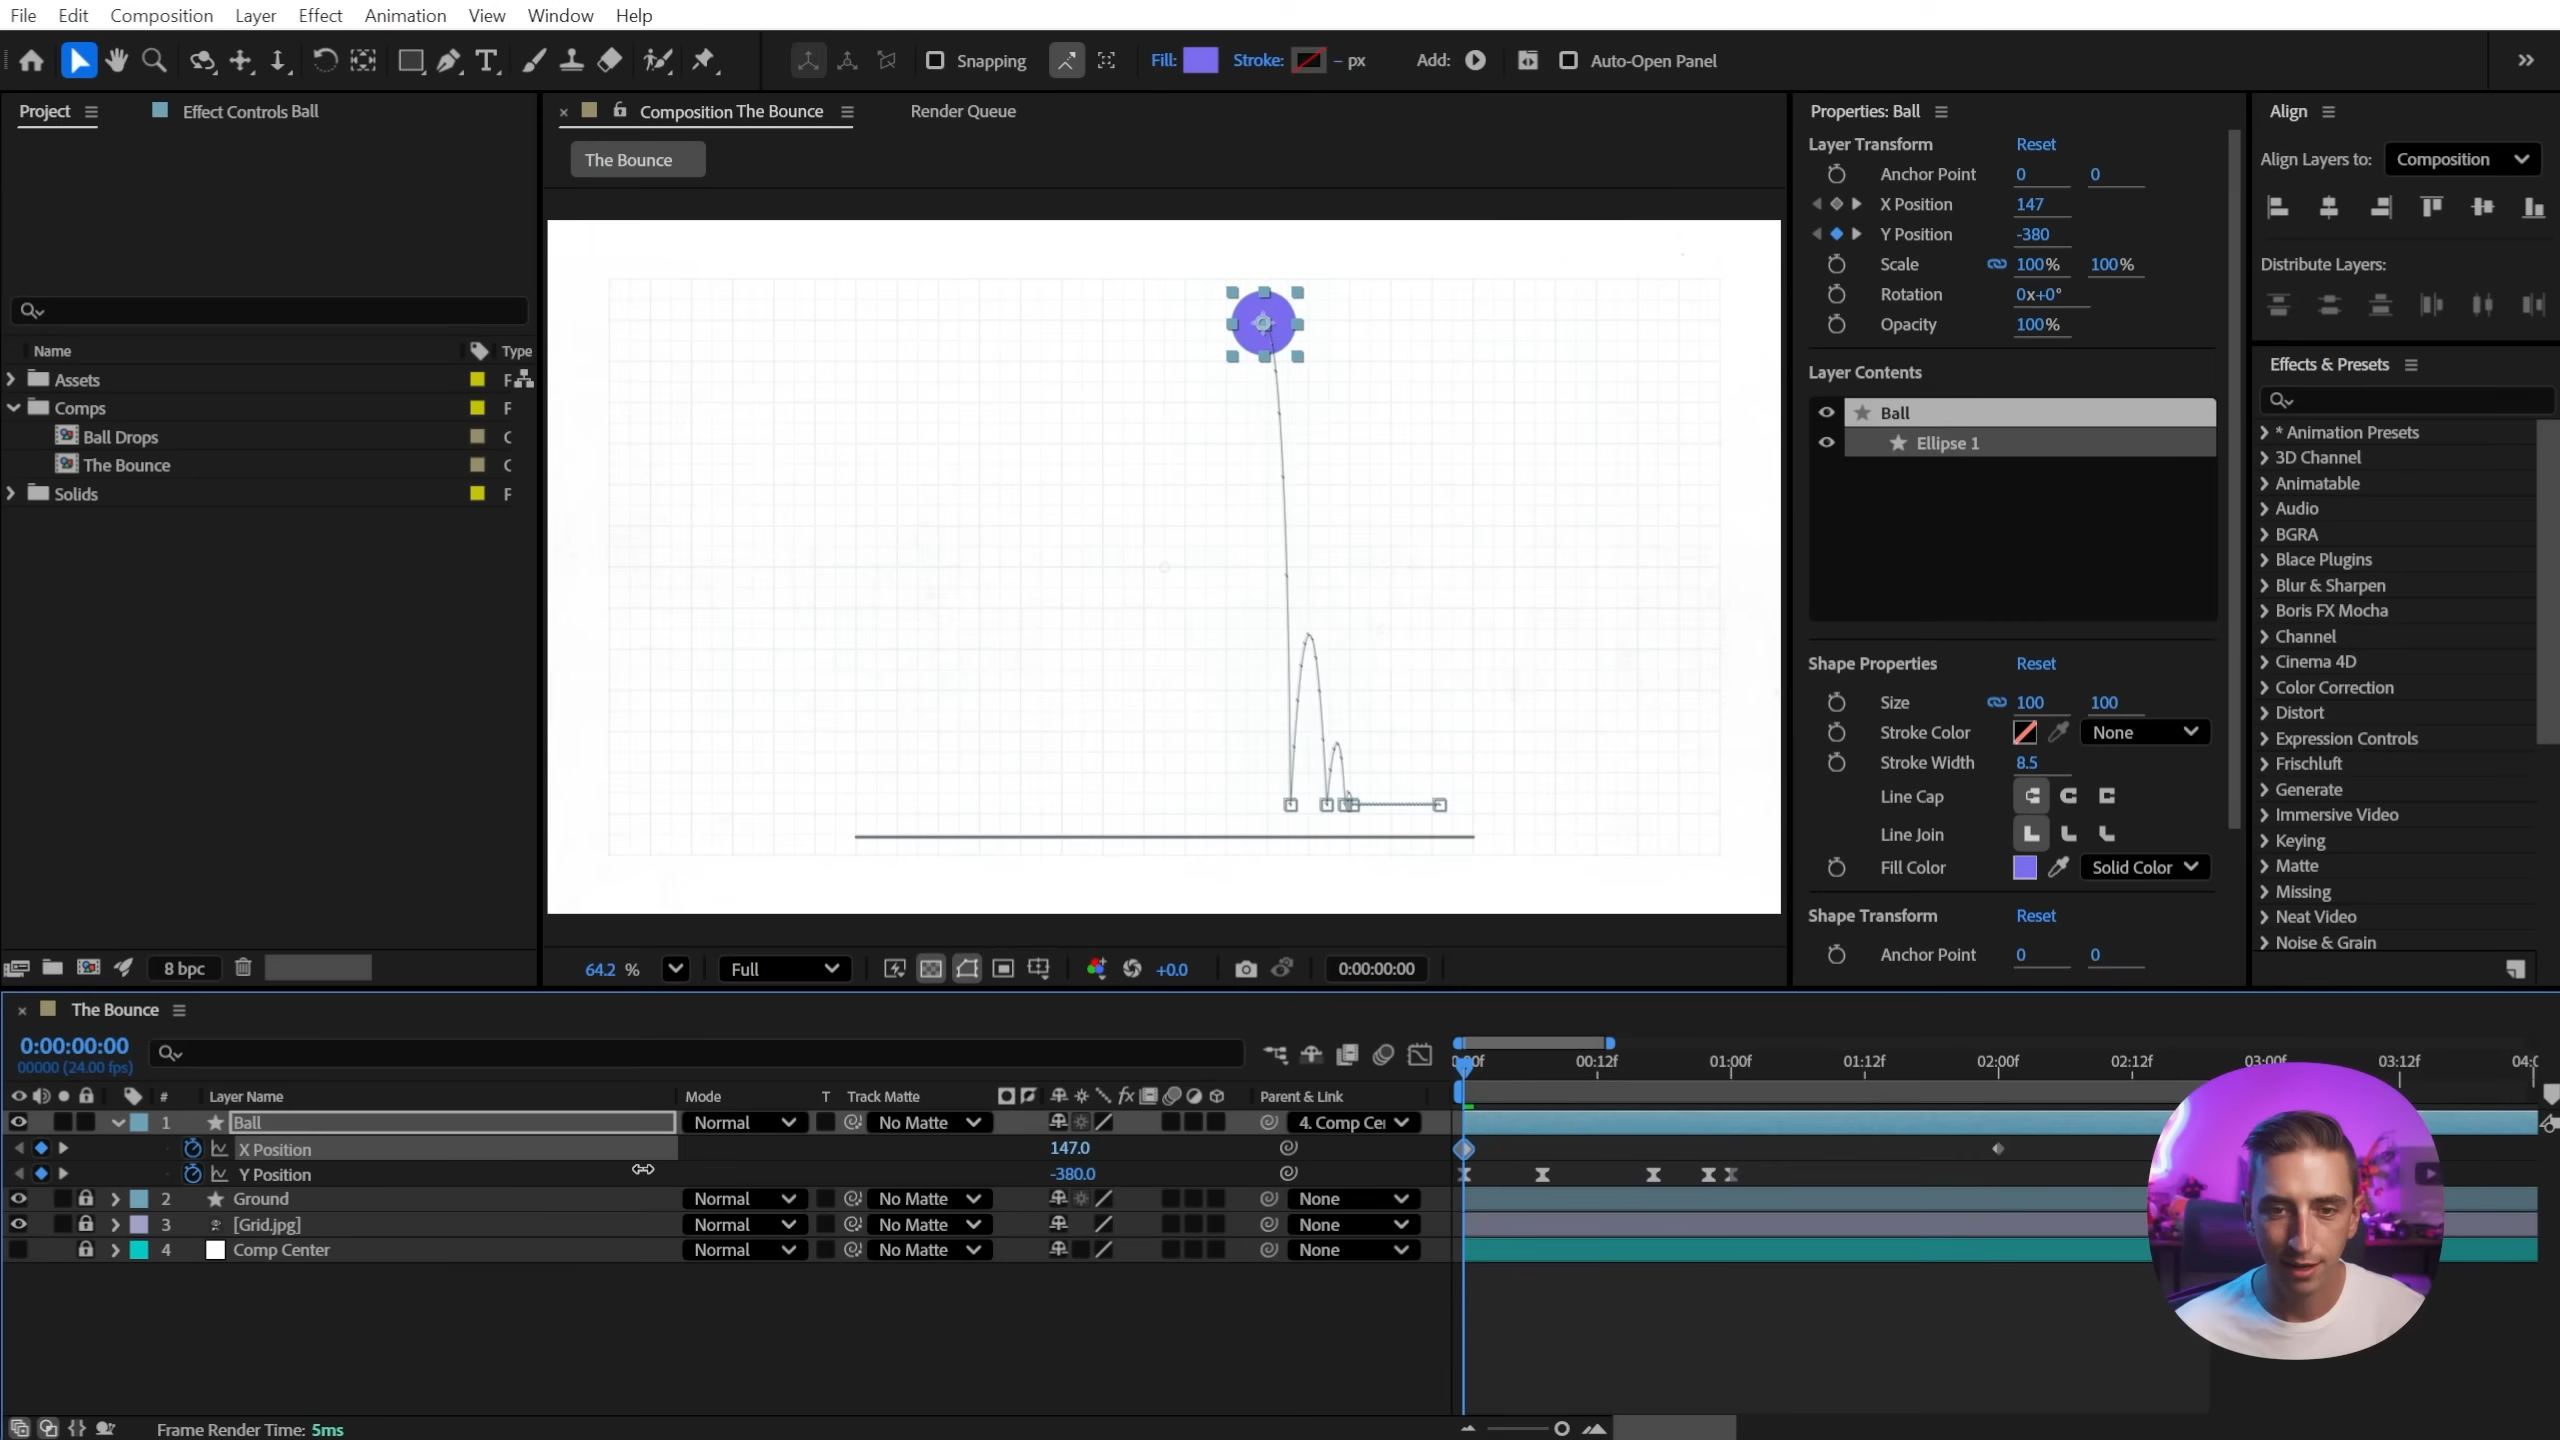 File Edit Composition Layer Effect Animation View Window Help
Snapping Fill: Stroke: – px Add: Auto-Open Panel
Project Effect Controls Ball
Name Type
Assets F
Comps F
Ball Drops C
The Bounce C
Solids F
8 bpc
Composition The Bounce Render Queue
The Bounce
64.2 % Full +0.0 0:00:00:00
Properties: Ball
Layer Transform Reset
Anchor Point 0 0
X Position 147
Y Position -380
Scale 100% 100%
Rotation 0x+0°
Opacity 100%
Layer Contents
Ball
Ellipse 1
Shape Properties Reset
Size 100 100
Stroke Color None
Stroke Width 8.5
Line Cap
Line Join
Fill Color Solid Color
Shape Transform Reset
Anchor Point 0 0
Align
Align Layers to: Composition
Distribute Layers:
Effects & Presets
* Animation Presets
3D Channel
Animatable
Audio
BGRA
Blace Plugins
Blur & Sharpen
Boris FX Mocha
Channel
Cinema 4D
Color Correction
Distort
Expression Controls
Frischluft
Generate
Immersive Video
Keying
Matte
Missing
Neat Video
Noise & Grain
The Bounce
0:00:00:00
00000 (24.00 fps)
00:12f 01:00f 01:12f 02:00f 02:12f 03:00f 03:12f
# Layer Name Mode T Track Matte fx Parent & Link
1 Ball Normal No Matte 4. Comp Cei
X Position 147.0
Y Position -380.0
2 Ground Normal No Matte None
3 [Grid.jpg] Normal No Matte None
4 Comp Center Normal No Matte None
Frame Render Time: 5ms